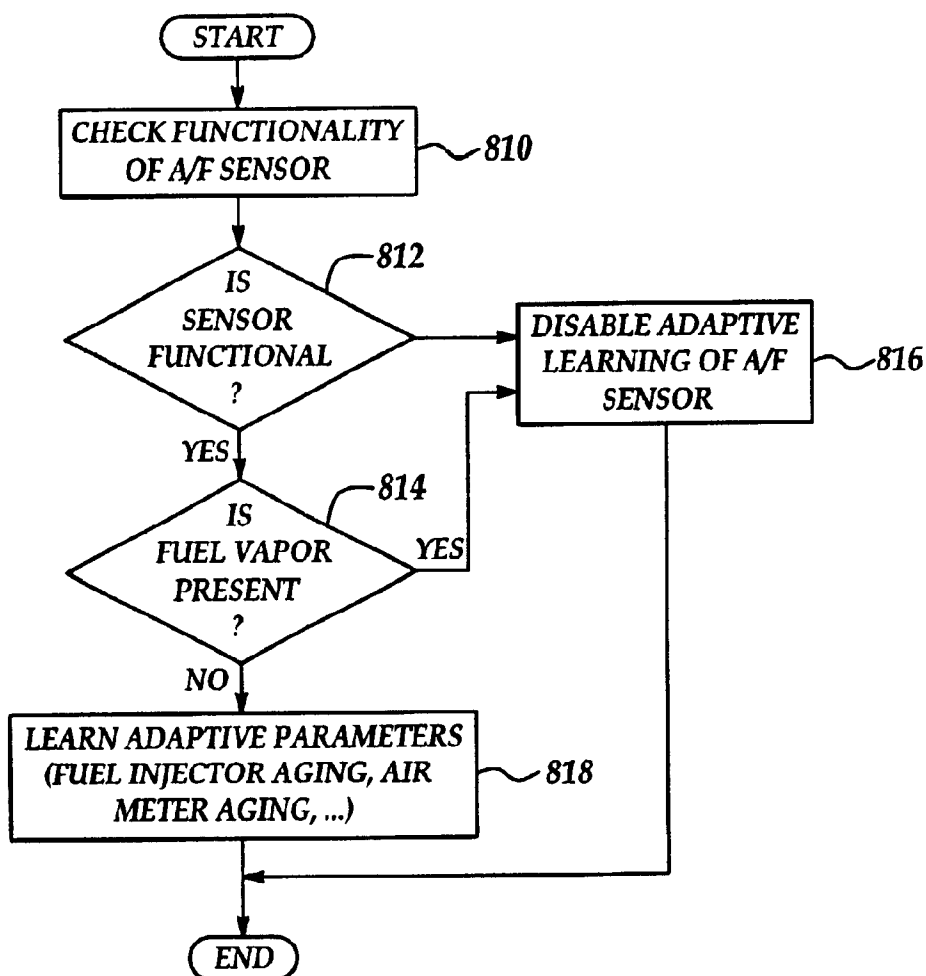 START
CHECK FUNCTIONALITY
OF A/F SENSOR
810
812
IS
SENSOR
FUNCTIONAL
?
DISABLE ADAPTIVE
LEARNING OF A/F
SENSOR
816
YES
814
IS
FUEL VAPOR
PRESENT
?
YES
NO
LEARN ADAPTIVE PARAMETERS
(FUEL INJECTOR AGING, AIR
METER AGING, ...)
818
END